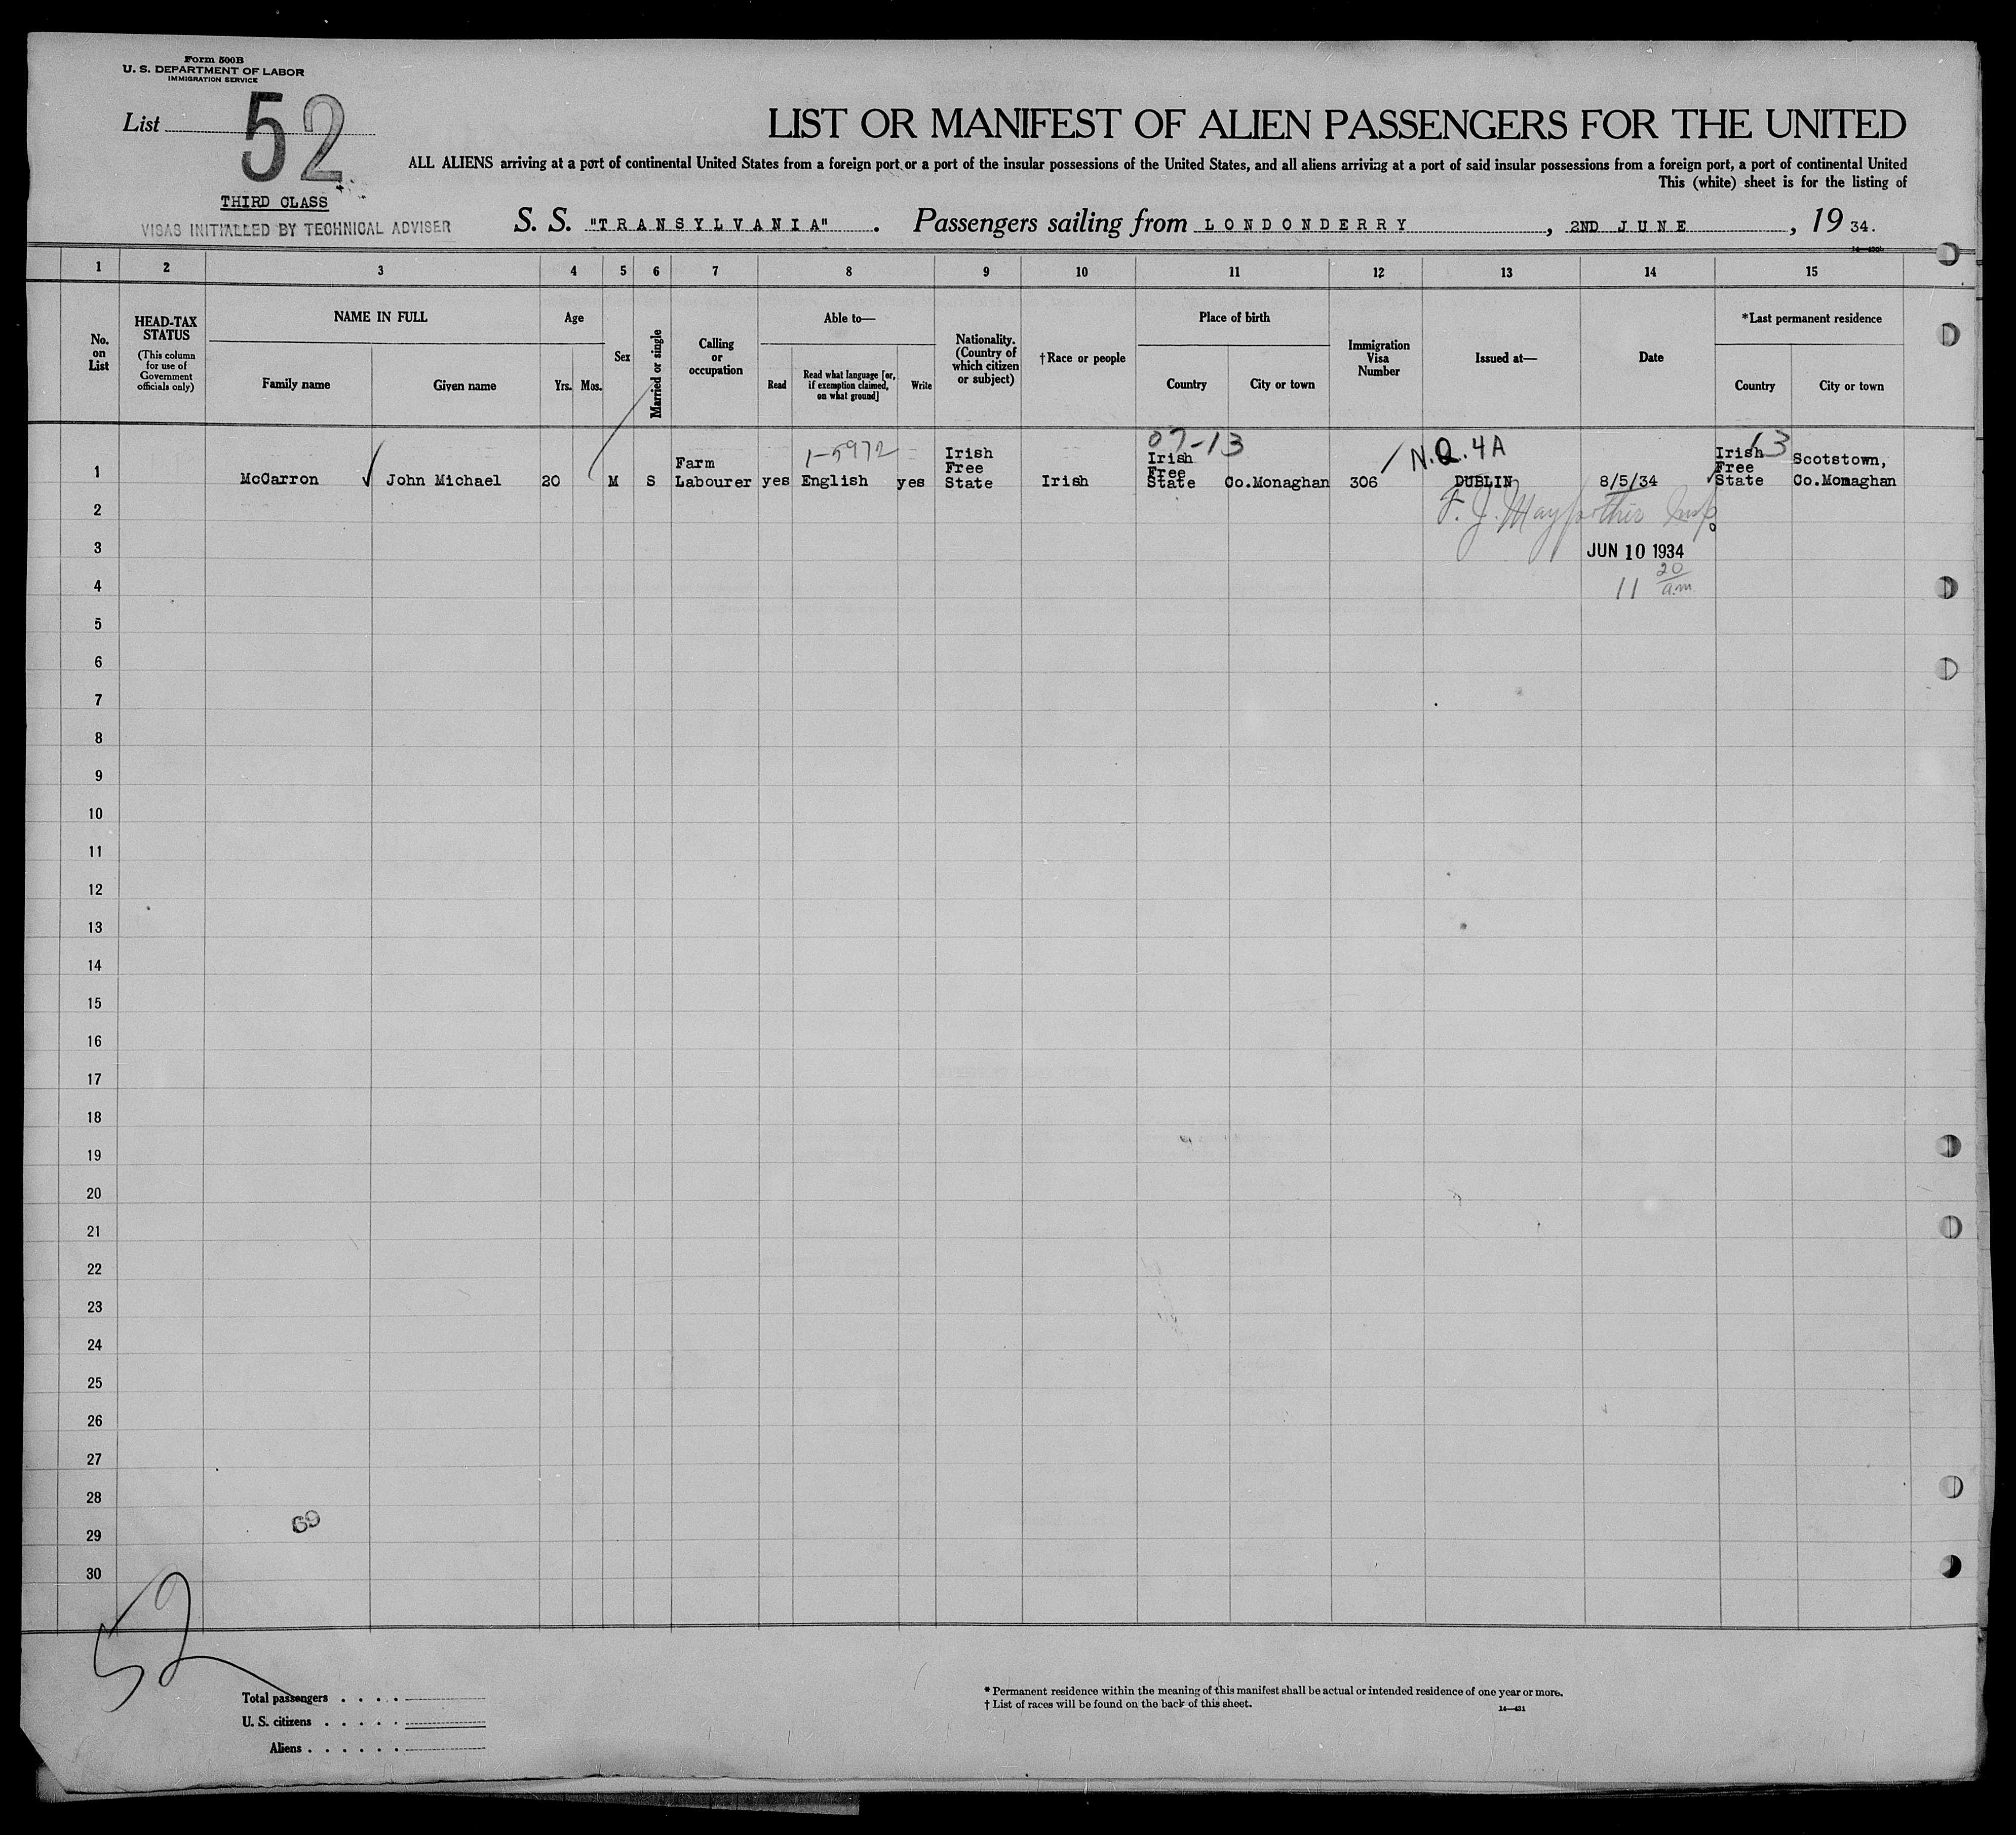 Form 500B
U. S. DEPARTMENT OF LABOR
IMMIGRATION SERVICE
List 52
LIST OR MANIFEST OF ALIEN PASSENGERS FOR THE UNITED
ALL ALIENS arriving at a port of continental United States from a foreign port or a port of the insular possessions of the United States, and all aliens arriving at a port of said insular possessions from a foreign port, a port of continental United
This (white) sheet is for the listing of
THIRD CLASS
VISAS INITIALLED BY TECHNICAL ADVISER
S. S. "TRANSYLVANIA". Passengers sailing from LONDONDERRY, 2ND JUNE, 19 34.
1 2 3 4 5 6 7 8 9 10 11 12 13 14 15
No. on List
HEAD-TAX STATUS
(This column for use of Government officials only)
NAME IN FULL
Family name Given name
Age
Yrs. Mos.
Sex
Married or single
Calling or occupation
Able to—
Read Read what language [or, if exemption claimed, on what ground] Write
Nationality. (Country of which citizen or subject)
†Race or people
Place of birth
Country City or town
Immigration Visa Number
Issued at—
Date
*Last permanent residence
Country City or town
07-13
1-5972
N.Q. 4A
13
1 McCarron John Michael 20 M S Farm Labourer yes English yes Irish Free State Irish Irish Free State Co.Monaghan 306 DUBLIN 8/5/34 Irish Free State Scotstown, Co.Monaghan
2
F. J.
3
JUN 10 1934
4
11 20 a.m
5
6
7
8
9
10
11
12
13
14
15
16
17
18
19
20
21
22
23
24
25
26
27
28
69
29
30
52
Total passengers . . . .
U. S. citizens . . . . .
Aliens . . . . . .
* Permanent residence within the meaning of this manifest shall be actual or intended residence of one year or more.
† List of races will be found on the back of this sheet.
14—431